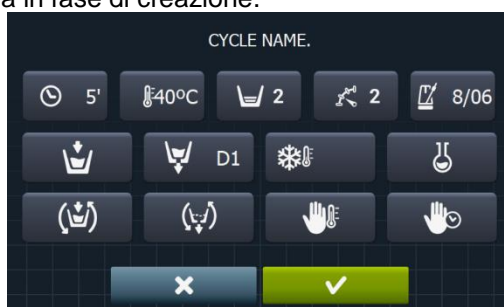 a in fase di creazione.
CYCLE NAME.
5' 40ºC 2 2 8/06
D1